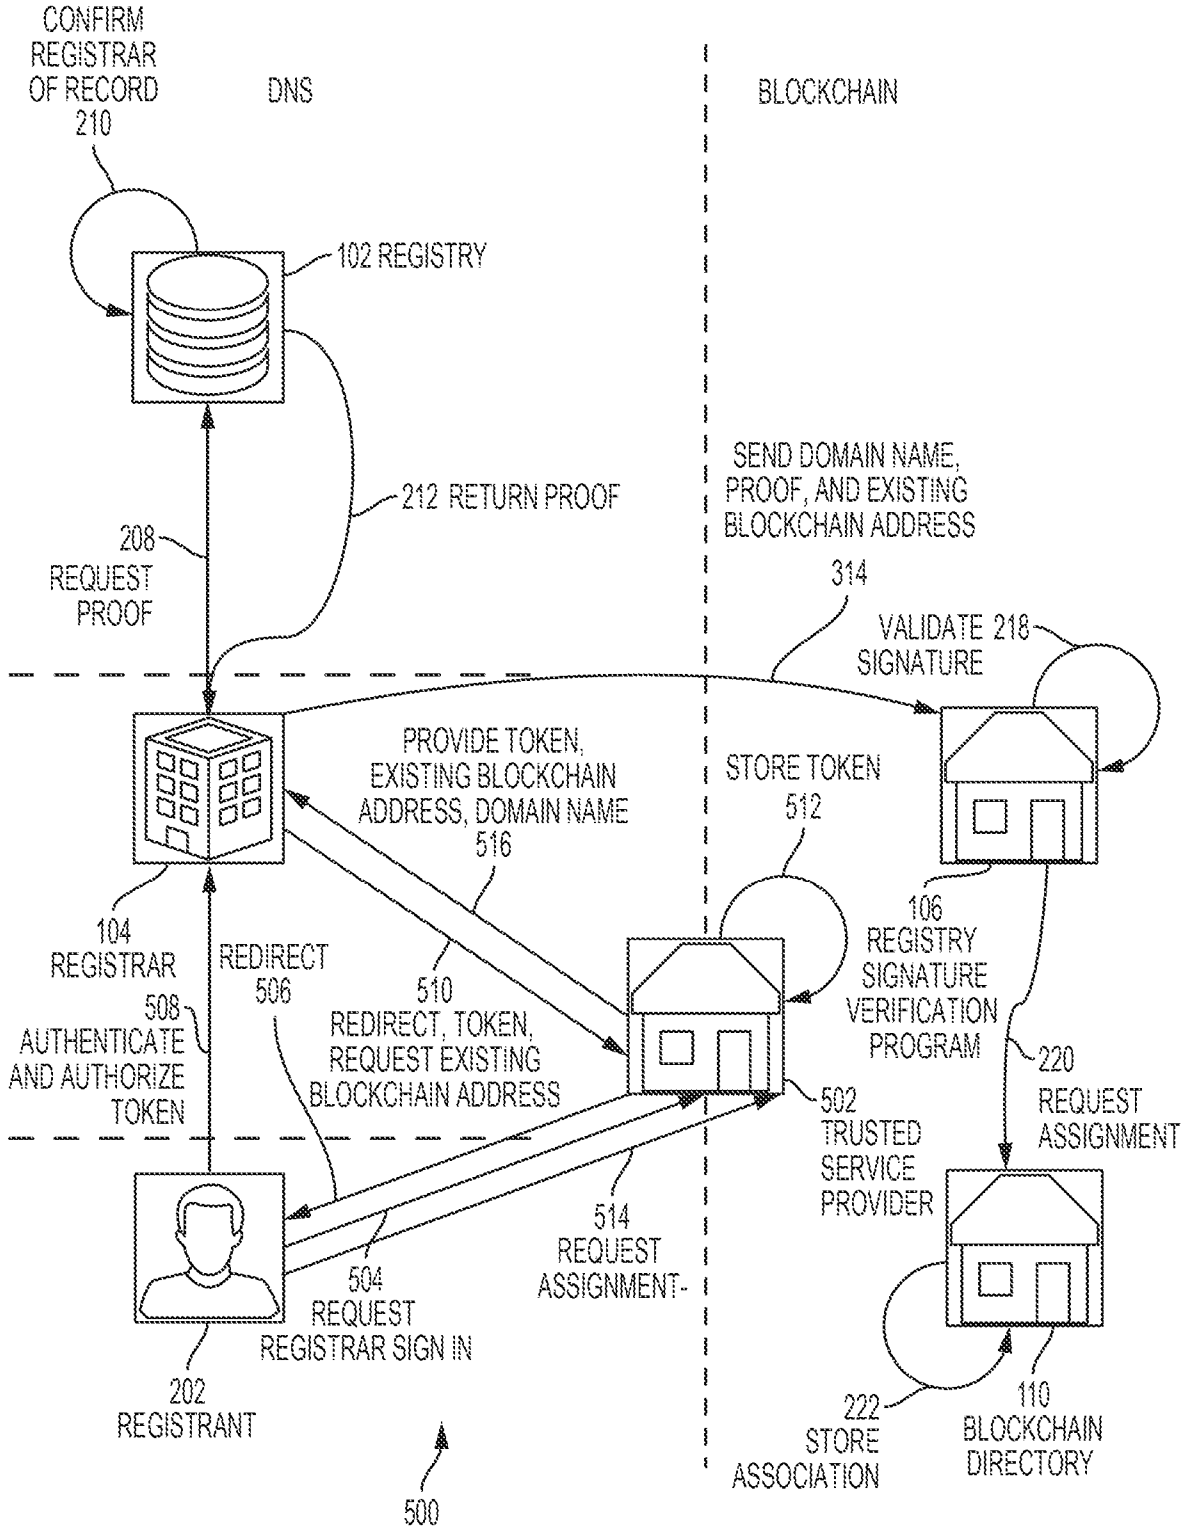 CONFIRM
REGISTRAR
OF RECORD
210
DNS
BLOCKCHAIN
102 REGISTRY
212 RETURN PROOF
208
REQUEST
PROOF
SEND DOMAIN NAME,
PROOF, AND EXISTING
BLOCKCHAIN ADDRESS
314
VALIDATE 218
SIGNATURE
PROVIDE TOKEN,
EXISTING BLOCKCHAIN
ADDRESS, DOMAIN NAME
516
STORE TOKEN
512
104
REGISTRAR
106
REGISTRY
SIGNATURE
VERIFICATION
PROGRAM
REDIRECT
506
508
AUTHENTICATE
AND AUTHORIZE
TOKEN
510
REDIRECT, TOKEN,
REQUEST EXISTING
BLOCKCHAIN ADDRESS
220
REQUEST
ASSIGNMENT
502
TRUSTED
SERVICE
PROVIDER
514
REQUEST
ASSIGNMENT-
504
REQUEST
REGISTRAR SIGN IN
202
REGISTRANT
222
STORE
ASSOCIATION
110
BLOCKCHAIN
DIRECTORY
500